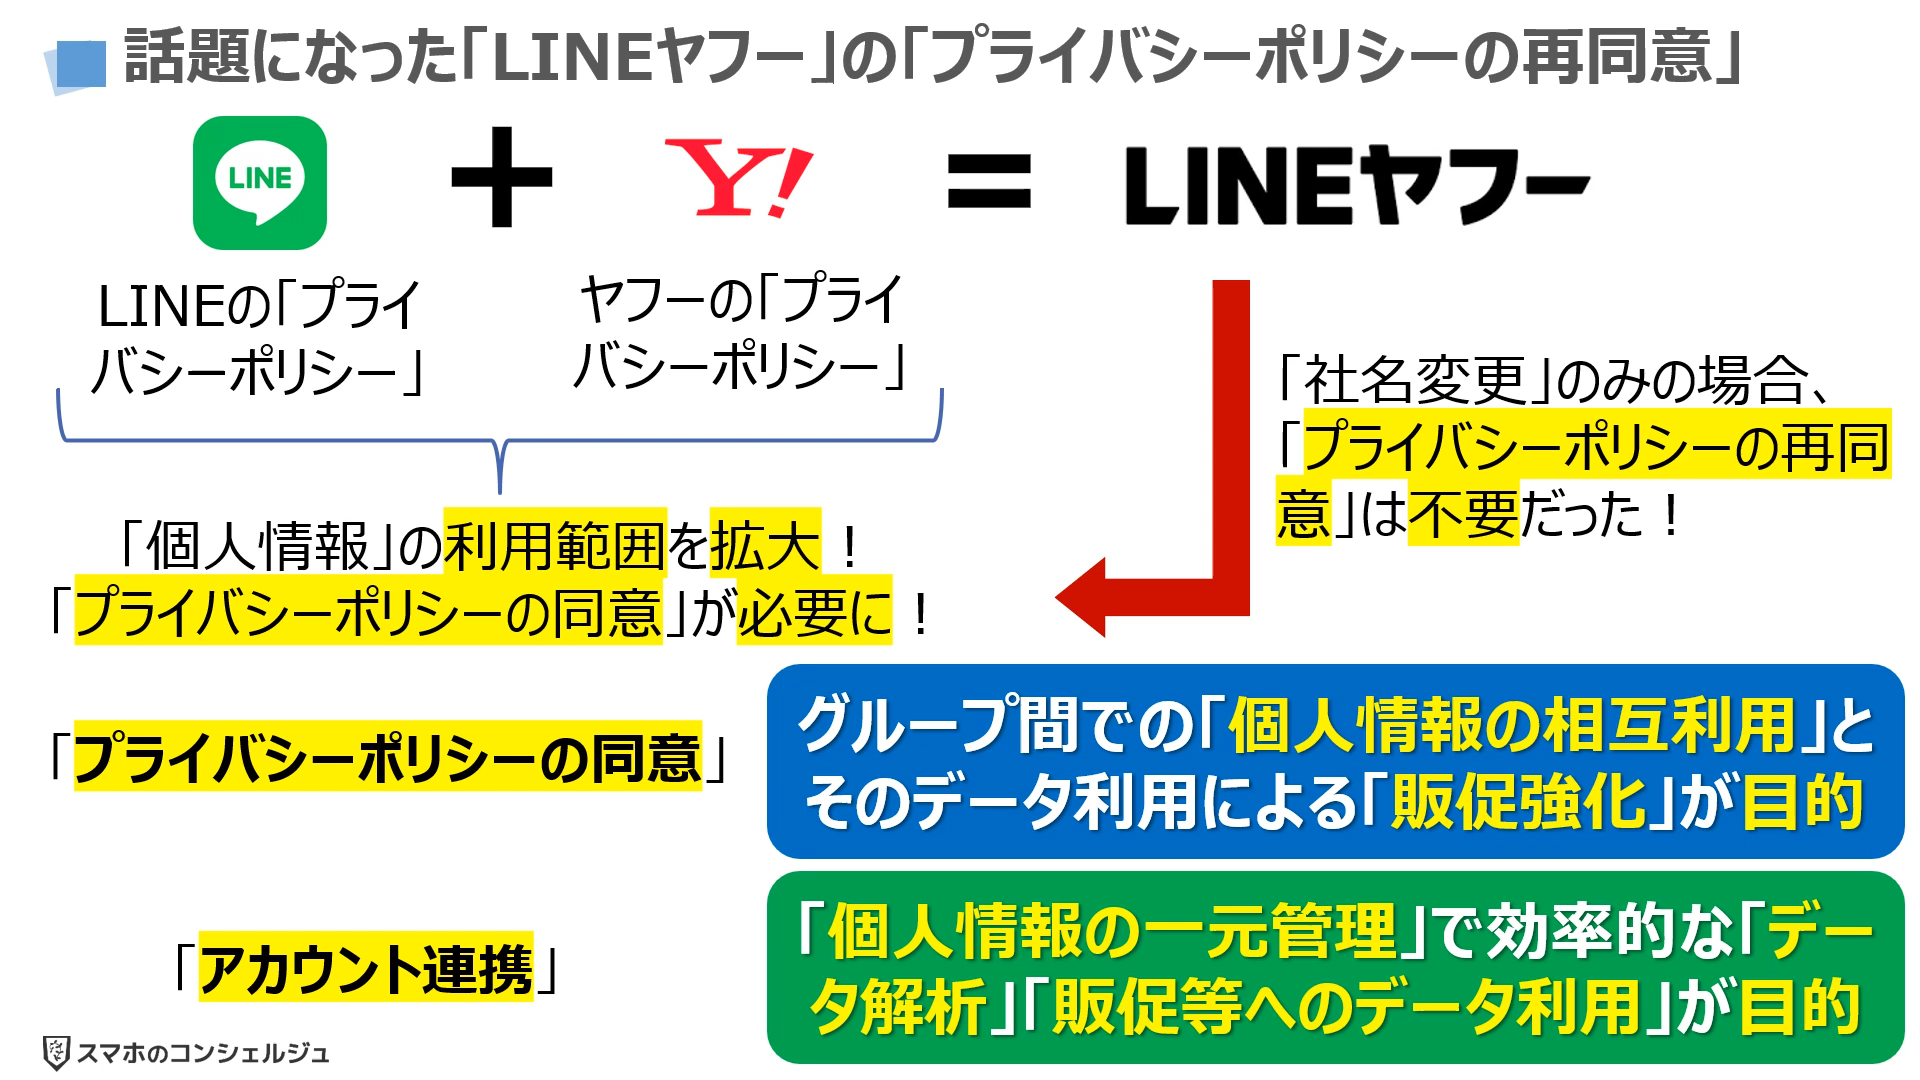 話題になった「LINEヤフー」の「プライバシーポリシーの再同意」
LINE
+
Y!
=
LINEヤフー
LINEの「プライ
バシーポリシー」
ヤフーの「プライ
バシーポリシー」
「社名変更」のみの場合、
「プライバシーポリシーの再同
意」は不要だった！
「個人情報」の利用範囲を拡大！
「プライバシーポリシーの同意」が必要に！
「プライバシーポリシーの同意」
グループ間での「個人情報の相互利用」と
そのデータ利用による「販促強化」が目的
「アカウント連携」
「個人情報の一元管理」で効率的な「デー
タ解析」「販促等へのデータ利用」が目的
スマホのコンシェルジュ